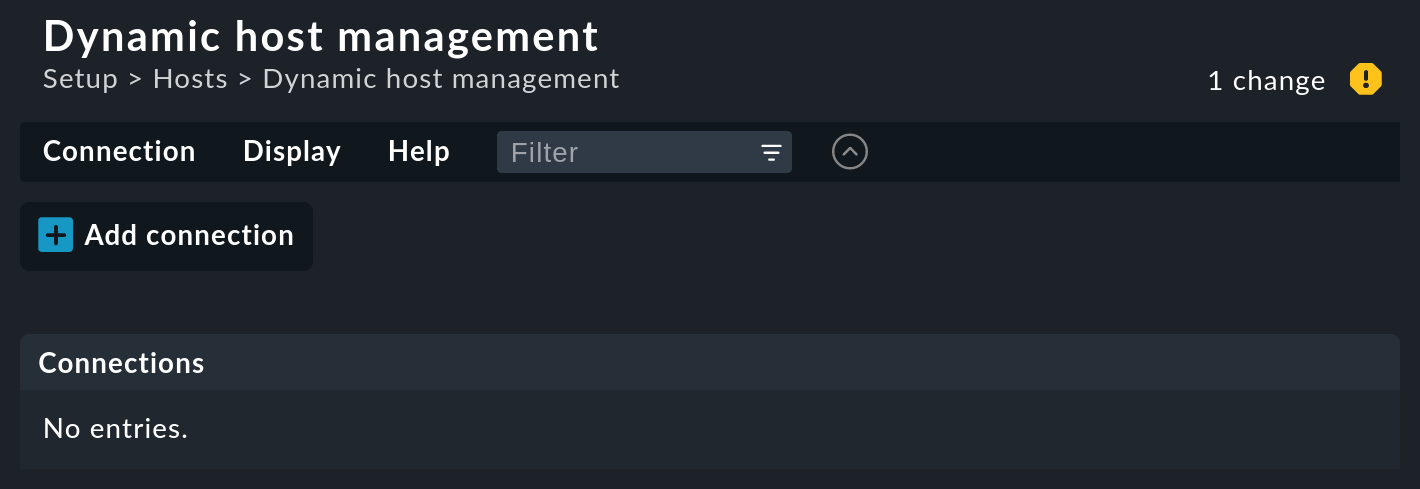 Dynamic host management
Setup > Hosts > Dynamic host management
1 change
Connection Display Help Filter
Add connection
Connections
No entries.